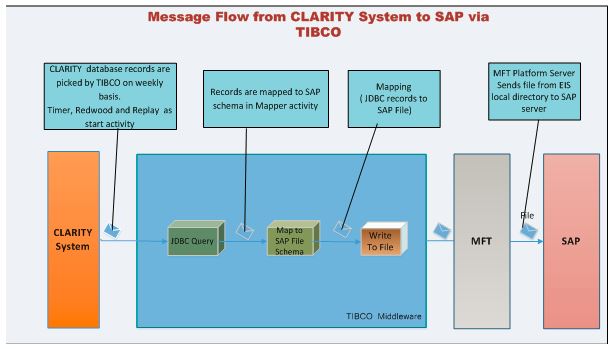 Message Flow from CLARITY System to SAP via
TIBCO
CLARITY database records are
picked by TIBCO on weekly
basis.
Timer, Redwood and Replay as
start activity
Records are mapped to SAP
schema in Mapper activity
Mapping
( JDBC records to
SAP File)
MFT Platform Server
Sends file from EIS
local directory to SAP
server
CLARITY
System
JDBC Query
Map to
SAP File
Schema
Write
To File
TIBCO Middleware
MFT
File
SAP